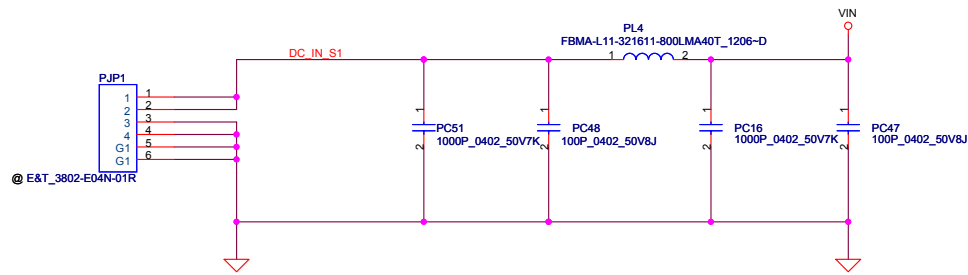 VIN
PL4
FBMA-L11-321611-800LMA40T_1206~D
DC_IN_S1
1
2
PJP1
1
1
2
2
3
3
4
4
G1
5
G1
6
@ E&T_3802-E04N-01R
1
2
PC51
1000P_0402_50V7K
1
2
PC48
100P_0402_50V8J
1
2
PC16
1000P_0402_50V7K
1
2
PC47
100P_0402_50V8J